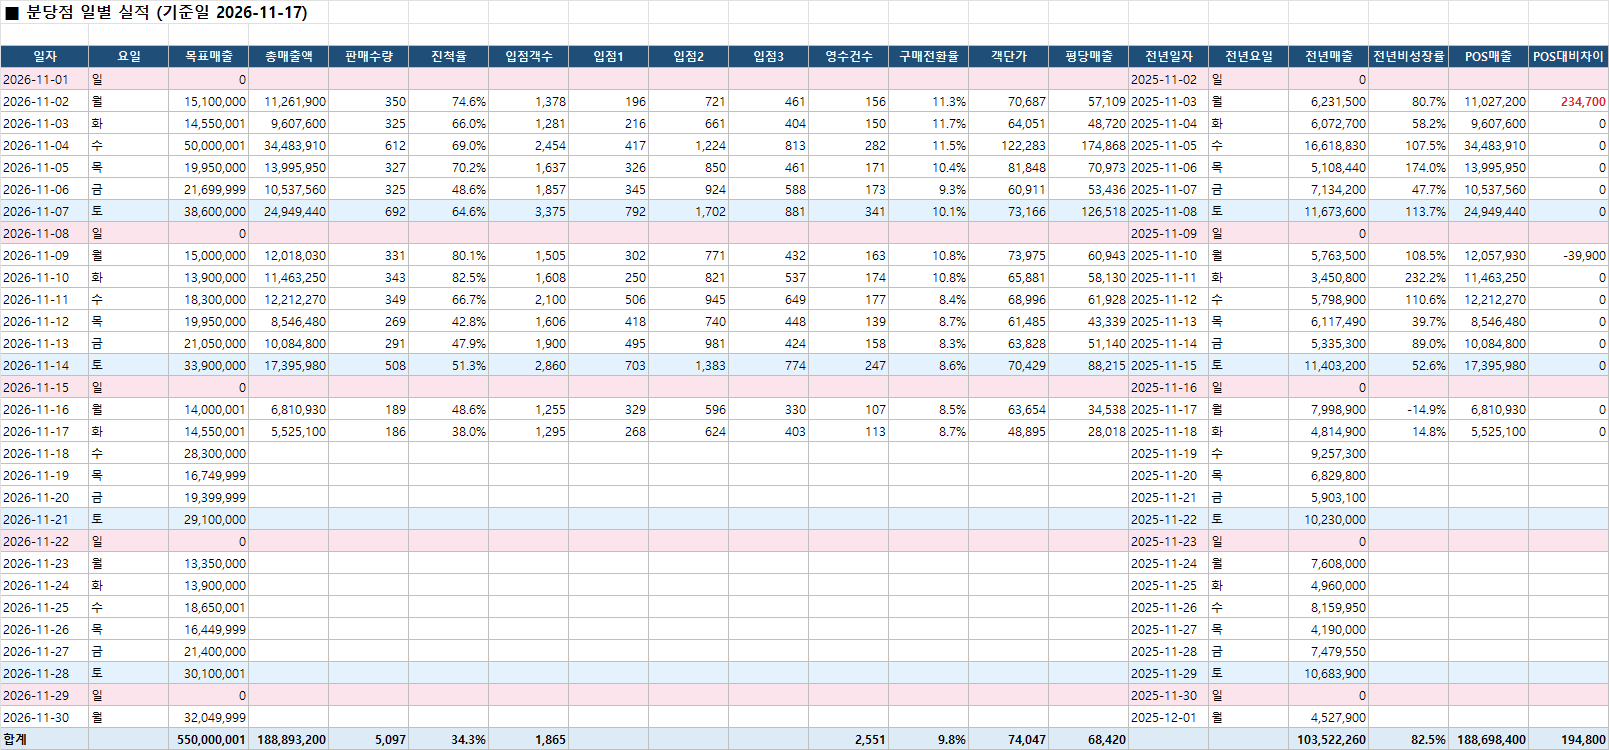 ■ 분당점 일별 실적 (기준일 2026-11-17)
일자 요일 목표매출 총매출액 판매수량 진척율 입점객수 입점1 입점2 입점3 영수건수 구매전환율 객단가 평당매출 전년일자 전년요일 전년매출 전년비성장률 POS매출 POS대비차이
2026-11-01 일 0 2025-11-02 일 0
2026-11-02 월 15,100,000 11,261,900 350 74.6% 1,378 196 721 461 156 11.3% 70,687 57,109 2025-11-03 월 6,231,500 80.7% 11,027,200 234,700
2026-11-03 화 14,550,001 9,607,600 325 66.0% 1,281 216 661 404 150 11.7% 64,051 48,720 2025-11-04 화 6,072,700 58.2% 9,607,600 0
2026-11-04 수 50,000,001 34,483,910 612 69.0% 2,454 417 1,224 813 282 11.5% 122,283 174,868 2025-11-05 수 16,618,830 107.5% 34,483,910 0
2026-11-05 목 19,950,000 13,995,950 327 70.2% 1,637 326 850 461 171 10.4% 81,848 70,973 2025-11-06 목 5,108,440 174.0% 13,995,950 0
2026-11-06 금 21,699,999 10,537,560 325 48.6% 1,857 345 924 588 173 9.3% 60,911 53,436 2025-11-07 금 7,134,200 47.7% 10,537,560 0
2026-11-07 토 38,600,000 24,949,440 692 64.6% 3,375 792 1,702 881 341 10.1% 73,166 126,518 2025-11-08 토 11,673,600 113.7% 24,949,440 0
2026-11-08 일 0 2025-11-09 일 0
2026-11-09 월 15,000,000 12,018,030 331 80.1% 1,505 302 771 432 163 10.8% 73,975 60,943 2025-11-10 월 5,763,500 108.5% 12,057,930 -39,900
2026-11-10 화 13,900,000 11,463,250 343 82.5% 1,608 250 821 537 174 10.8% 65,881 58,130 2025-11-11 화 3,450,800 232.2% 11,463,250 0
2026-11-11 수 18,300,000 12,212,270 349 66.7% 2,100 506 945 649 177 8.4% 68,996 61,928 2025-11-12 수 5,798,900 110.6% 12,212,270 0
2026-11-12 목 19,950,000 8,546,480 269 42.8% 1,606 418 740 448 139 8.7% 61,485 43,339 2025-11-13 목 6,117,490 39.7% 8,546,480 0
2026-11-13 금 21,050,000 10,084,800 291 47.9% 1,900 495 981 424 158 8.3% 63,828 51,140 2025-11-14 금 5,335,300 89.0% 10,084,800 0
2026-11-14 토 33,900,000 17,395,980 508 51.3% 2,860 703 1,383 774 247 8.6% 70,429 88,215 2025-11-15 토 11,403,200 52.6% 17,395,980 0
2026-11-15 일 0 2025-11-16 일 0
2026-11-16 월 14,000,001 6,810,930 189 48.6% 1,255 329 596 330 107 8.5% 63,654 34,538 2025-11-17 월 7,998,900 -14.9% 6,810,930 0
2026-11-17 화 14,550,001 5,525,100 186 38.0% 1,295 268 624 403 113 8.7% 48,895 28,018 2025-11-18 화 4,814,900 14.8% 5,525,100 0
2026-11-18 수 28,300,000 2025-11-19 수 9,257,300
2026-11-19 목 16,749,999 2025-11-20 목 6,829,800
2026-11-20 금 19,399,999 2025-11-21 금 5,903,100
2026-11-21 토 29,100,000 2025-11-22 토 10,230,000
2026-11-22 일 0 2025-11-23 일 0
2026-11-23 월 13,350,000 2025-11-24 월 7,608,000
2026-11-24 화 13,900,000 2025-11-25 화 4,960,000
2026-11-25 수 18,650,001 2025-11-26 수 8,159,950
2026-11-26 목 16,449,999 2025-11-27 목 4,190,000
2026-11-27 금 21,400,000 2025-11-28 금 7,479,550
2026-11-28 토 30,100,001 2025-11-29 토 10,683,900
2026-11-29 일 0 2025-11-30 일 0
2026-11-30 월 32,049,999 2025-12-01 월 4,527,900
합계 550,000,001 188,893,200 5,097 34.3% 1,865 2,551 9.8% 74,047 68,420 103,522,260 82.5% 188,698,400 194,800